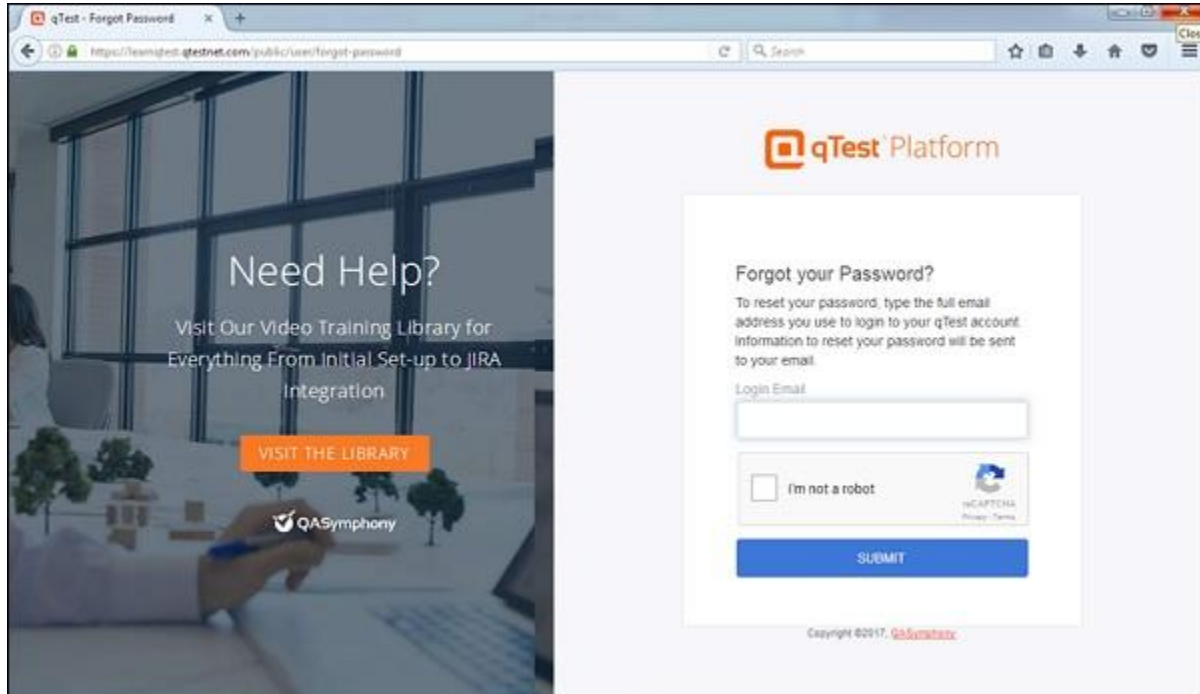 qTest - Forgot Password
https://learnqtest.qtestnet.com/public/user/forgot-password
Search
Clos
Need Help?
Visit Our Video Training Library for
Everything From Initial Set-up to JIRA
Integration
VISIT THE LIBRARY
QASymphony
qTest Platform
Forgot your Password?
To reset your password, type the full email
address you use to login to your qTest account.
Information to reset your password will be sent
to your email.
Login Email
I'm not a robot
reCAPTCHA
Privacy - Terms
SUBMIT
Copyright ©2017, QASymphony